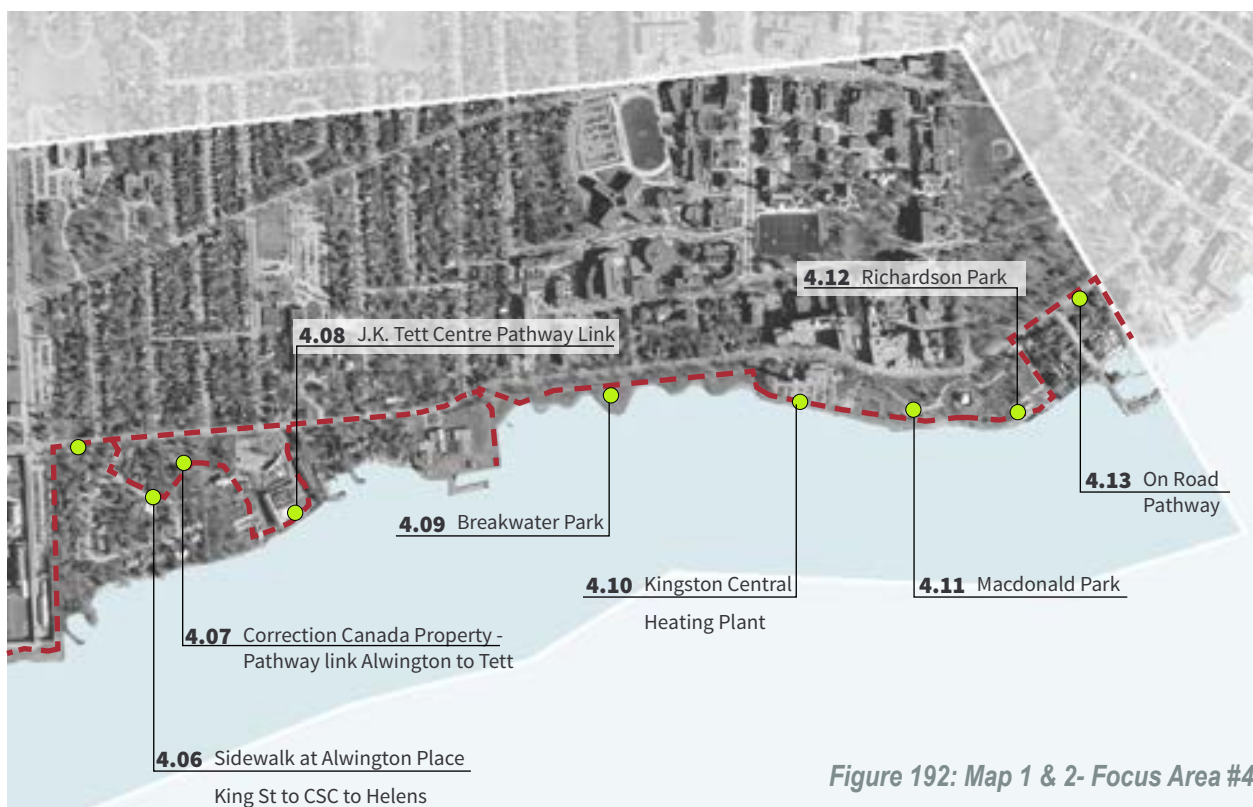 4.12 Richardson Park
4.08 J.K. Tett Centre Pathway Link
4.13 On Road
Pathway
4.09 Breakwater Park
4.10 Kingston Central
Heating Plant
4.11 Macdonald Park
4.07 Correction Canada Property -
Pathway link Alwington to Tett
4.06 Sidewalk at Alwington Place
King St to CSC to Helens
Figure 192: Map 1 & 2- Focus Area #4